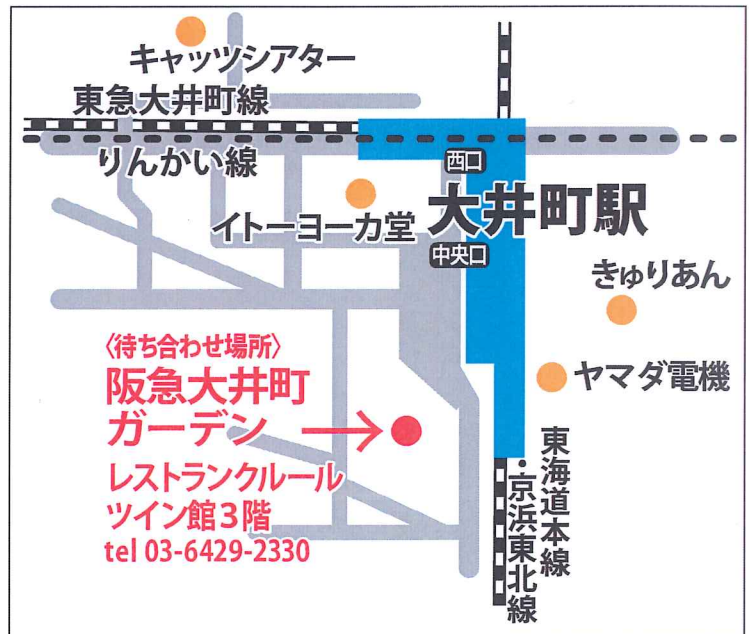 キャッツシアター
東急大井町線
りんかい線
西口
大井町駅
イトーヨーカ堂
中央口
きゅりあん
ヤマダ電機
〈待ち合わせ場所〉
阪急大井町
ガーデン
レストランクルール
ツイン館3階
tel 03-6429-2330
東海道本線
・京浜東北線